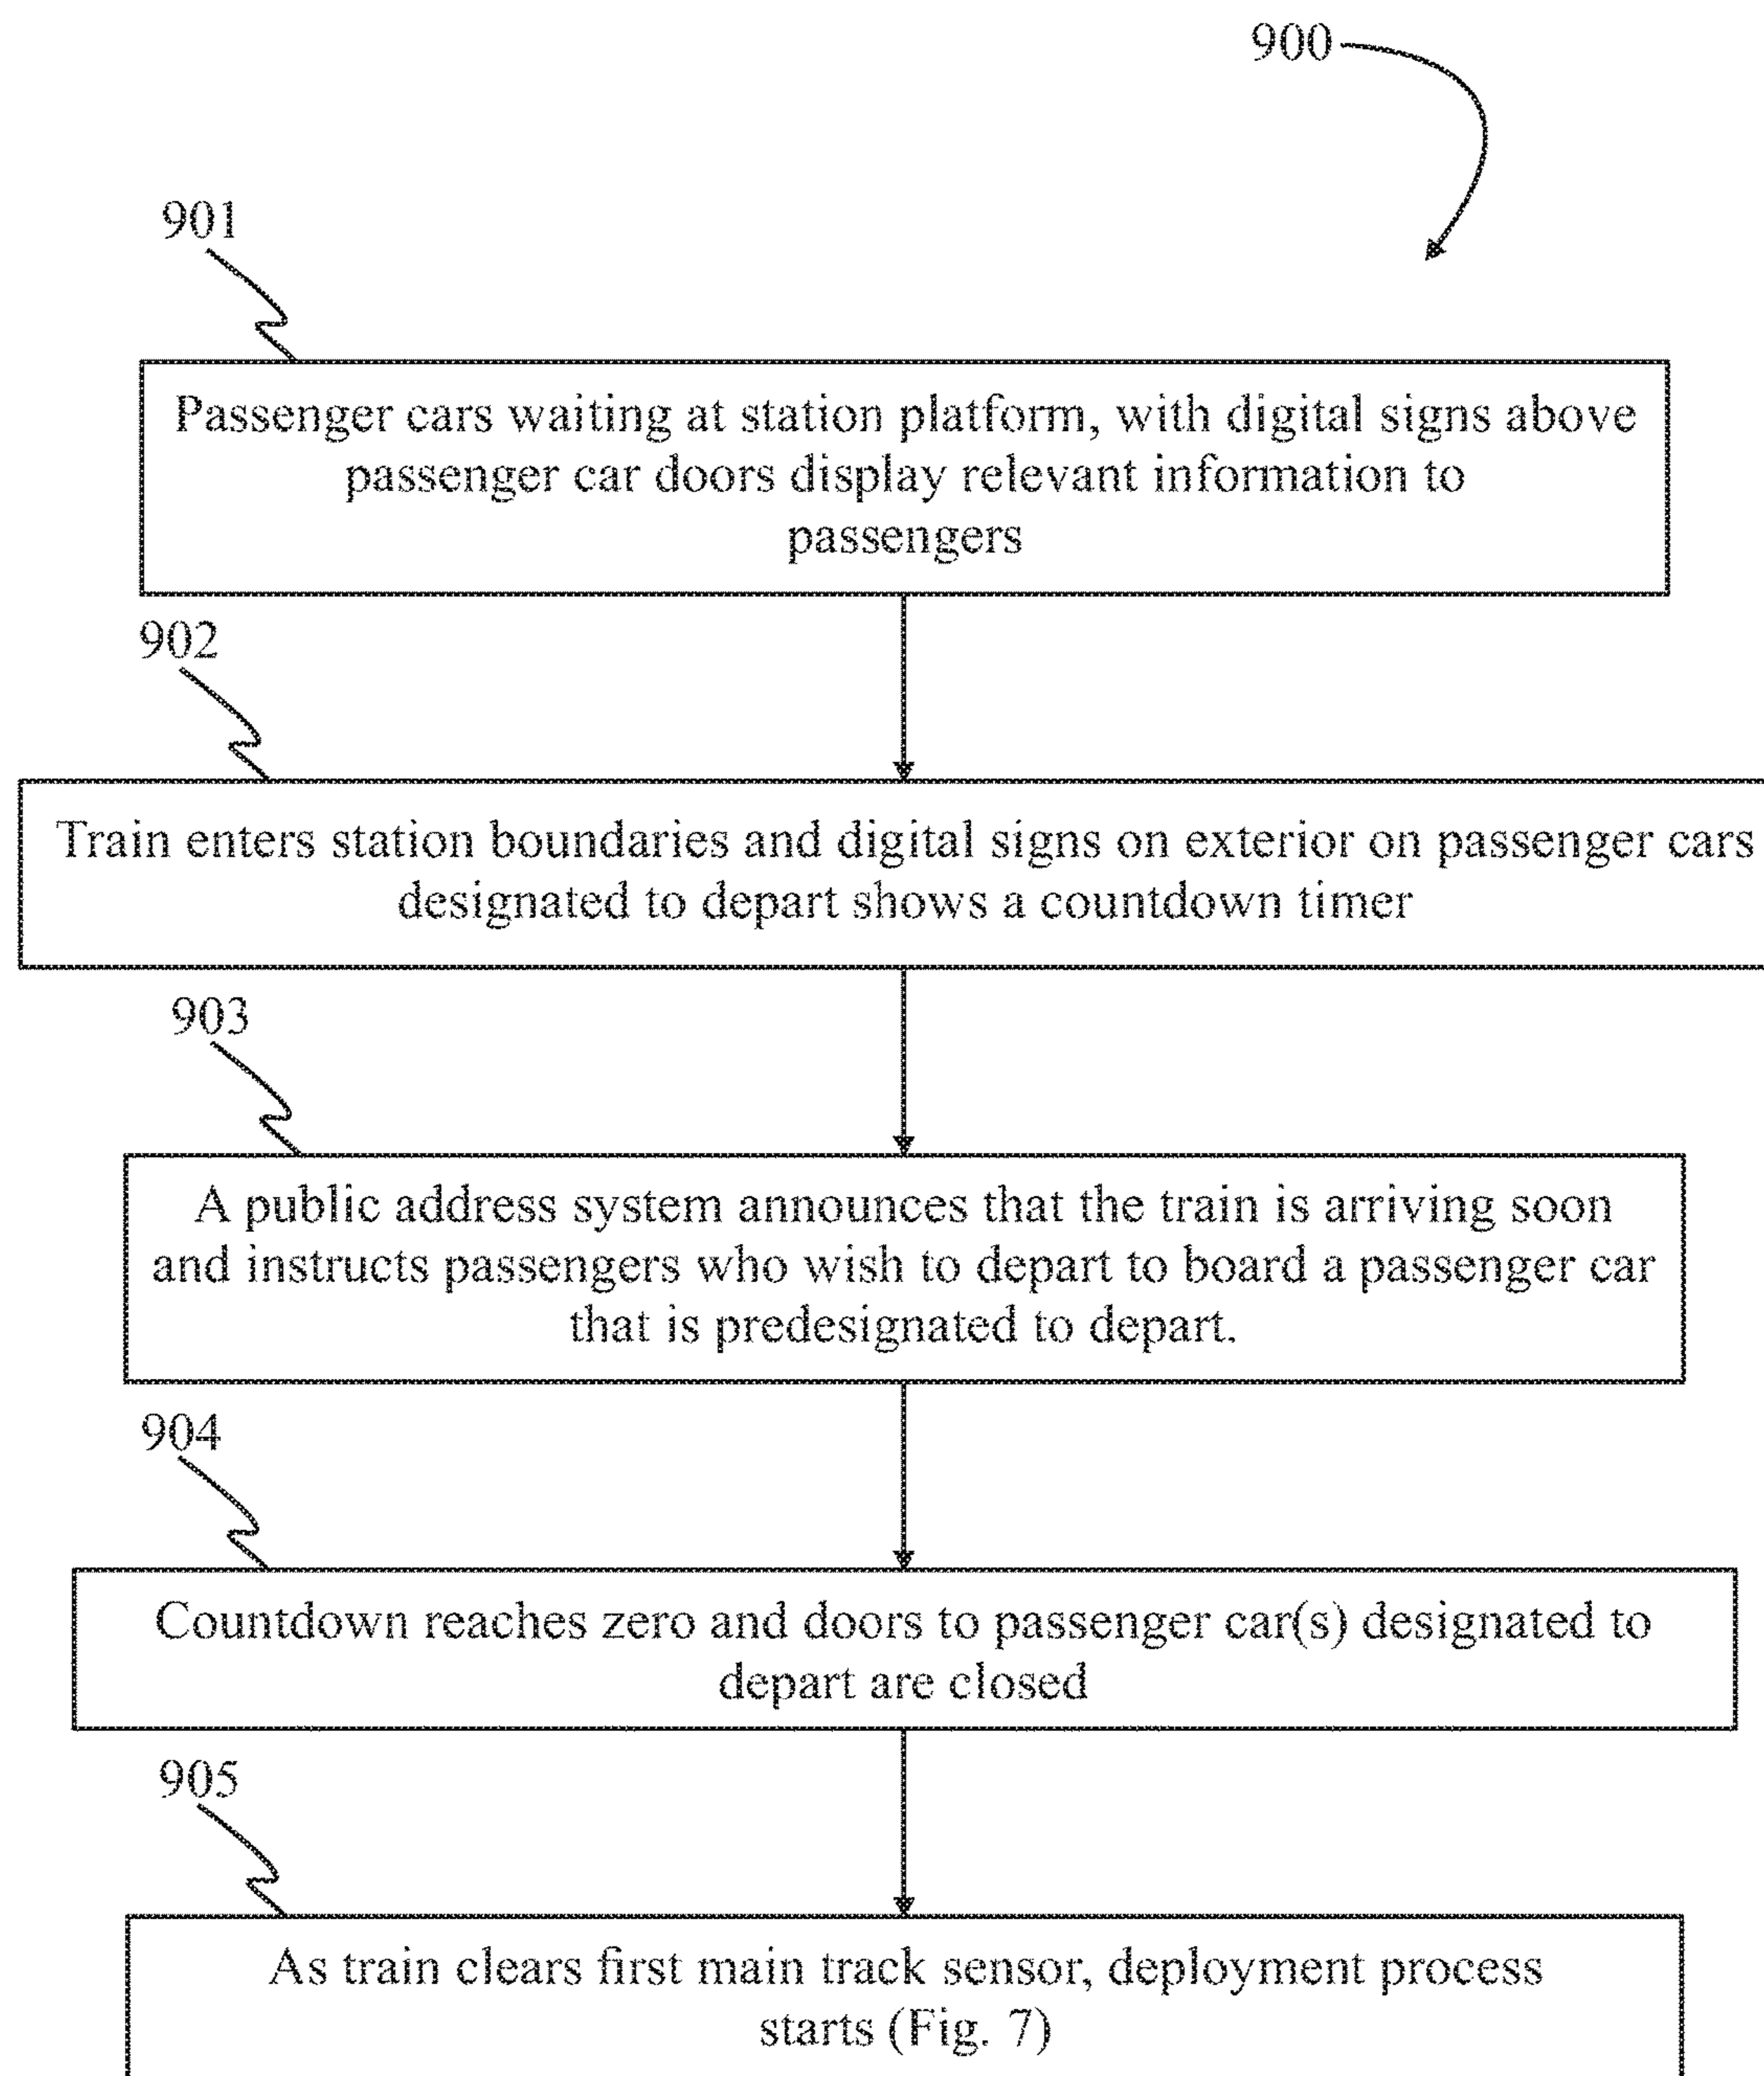 900
901
Passenger cars waiting at station platform, with digital signs above
passenger car doors display relevant information to
passengers
902
Train enters station boundaries and digital signs on exterior on passenger cars
designated to depart shows a countdown timer
903
A public address system announces that the train is arriving soon
and instructs passengers who wish to depart to board a passenger car
that is predesignated to depart.
904
Countdown reaches zero and doors to passenger car(s) designated to
depart are closed
905
As train clears first main track sensor, deployment process
starts (Fig. 7)